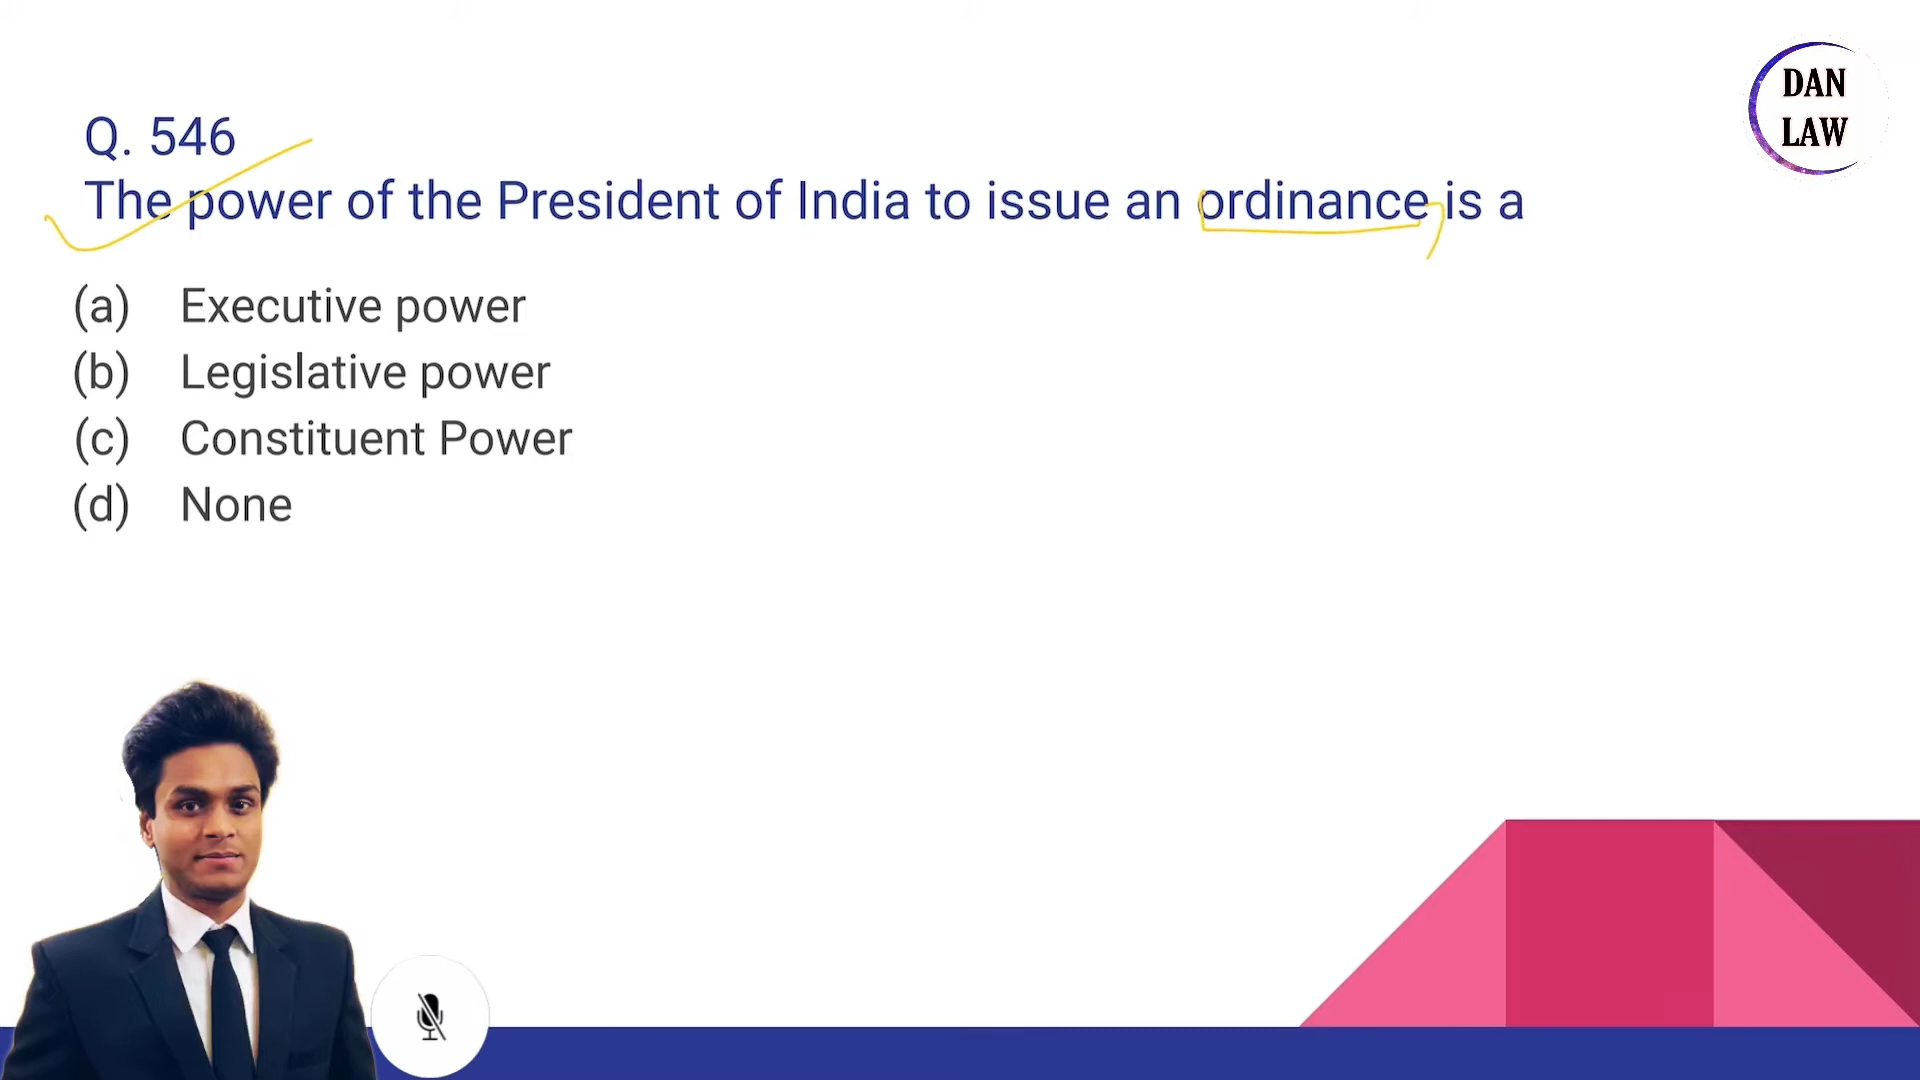 DAN
LAW
Q. 546
The power of the President of India to issue an ordinance is a
(a) Executive power
(b) Legislative power
(c) Constituent Power
(d) None